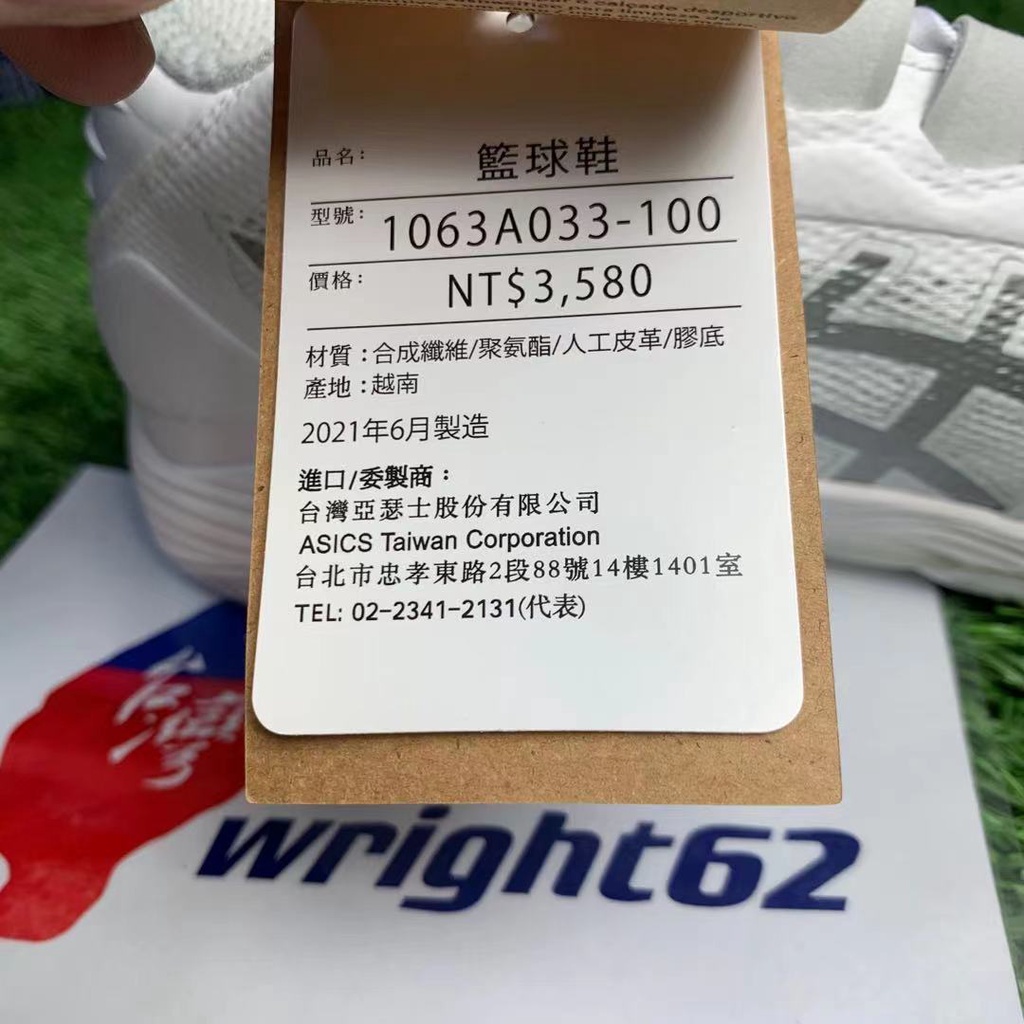 calçado desportivo
品名: 籃球鞋
型號: 1063A033-100
價格: NT$3,580
材質:合成纖維/聚氨酯/人工皮革/膠底
產地:越南
2021年6月製造
進口/委製商:
台灣亞瑟士股份有限公司
ASICS Taiwan Corporation
台北市忠孝東路2段88號14樓1401室
TEL: 02-2341-2131(代表)
台灣
wright62